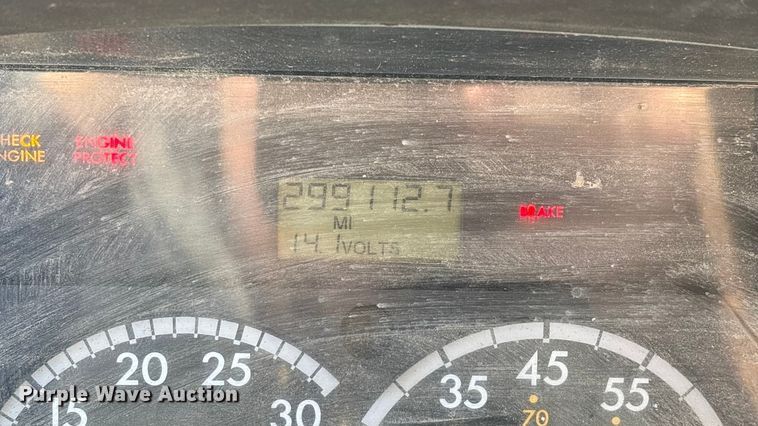 CHECK
ENGINE
ENGINE
PROTECT
299112.7
MI
14.1VOLTS
BRAKE
15 20 25 30
35 45 55
70
Purple Wave Auction